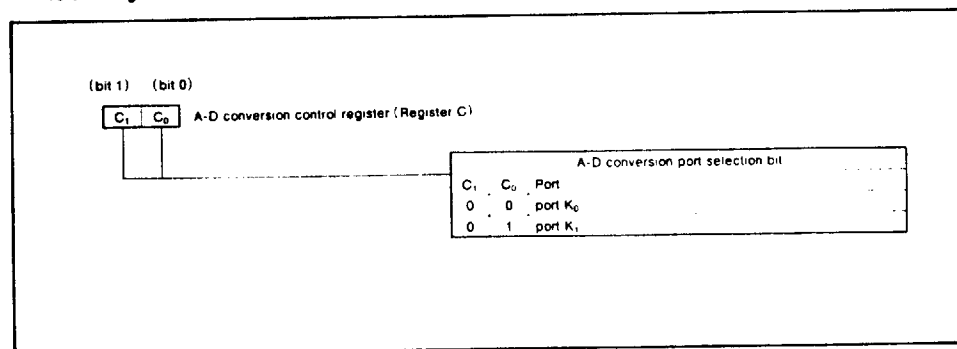 (bit 1) (bit 0)
C₁ C₀ A-D conversion control register (Register C)
A-D conversion port selection bit
C₁ C₀ Port
0 0 port K₀
0 1 port K₁